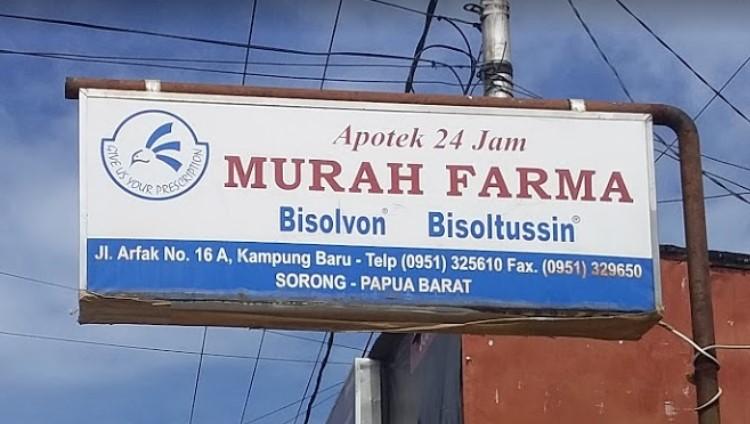 GIVE US YOUR PRESCRIPTION
Apotek 24 Jam
MURAH FARMA
Bisolvon® Bisoltussin®
Jl. Arfak No. 16 A, Kampung Baru - Telp (0951) 325610 Fax. (0951) 329650
SORONG - PAPUA BARAT